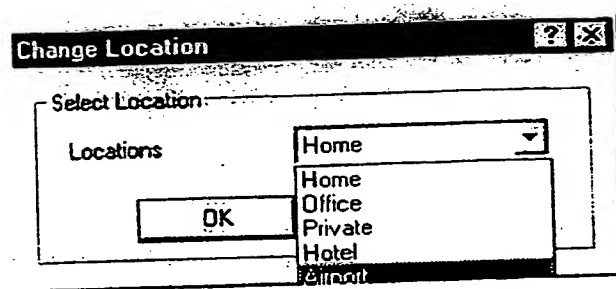 Change Location
Select Location
Locations
Home
Home
Office
OK
Private
Hotel
Airport